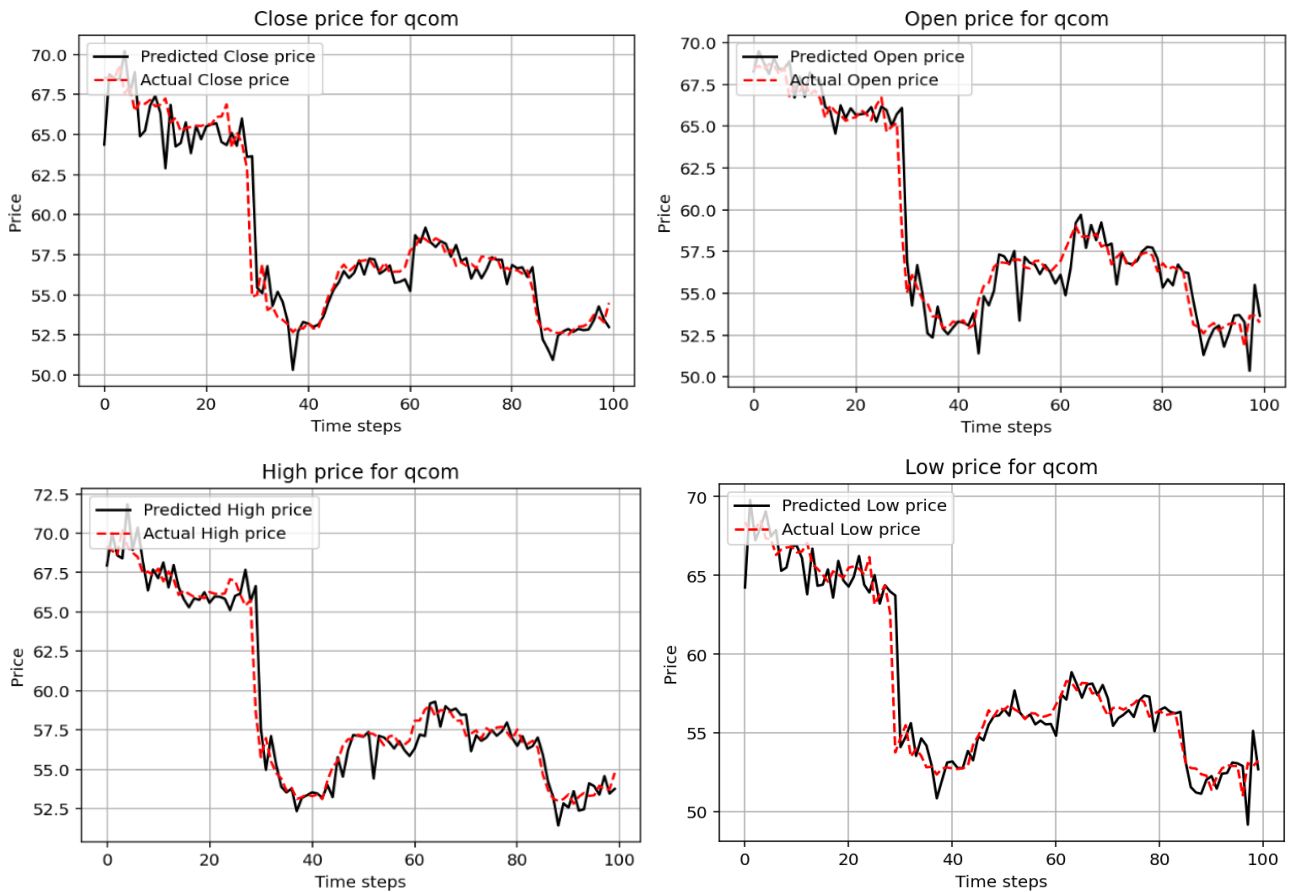 Close price for qcom
Predicted Close price
Actual Close price
70.0
67.5
65.0
62.5
60.0
57.5
55.0
52.5
50.0
Price
0 20 40 60 80 100
Time steps
Open price for qcom
Predicted Open price
Actual Open price
70.0
67.5
65.0
62.5
60.0
57.5
55.0
52.5
50.0
Price
0 20 40 60 80 100
Time steps
High price for qcom
Predicted High price
Actual High price
72.5
70.0
67.5
65.0
62.5
60.0
57.5
55.0
52.5
Price
0 20 40 60 80 100
Time steps
Low price for qcom
Predicted Low price
Actual Low price
70
65
60
55
50
Price
0 20 40 60 80 100
Time steps